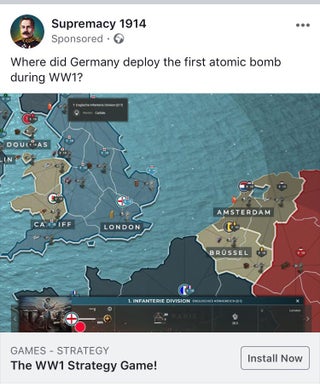 Supremacy 1914
Sponsored ·
Where did Germany deploy the first atomic bomb
during WW1?
DOUGLAS
CARDIFF
LONDON
AMSTERDAM
BRÜSSEL
PARIS
1. INFANTERIE DIVISION
GAMES - STRATEGY
The WW1 Strategy Game!
Install Now